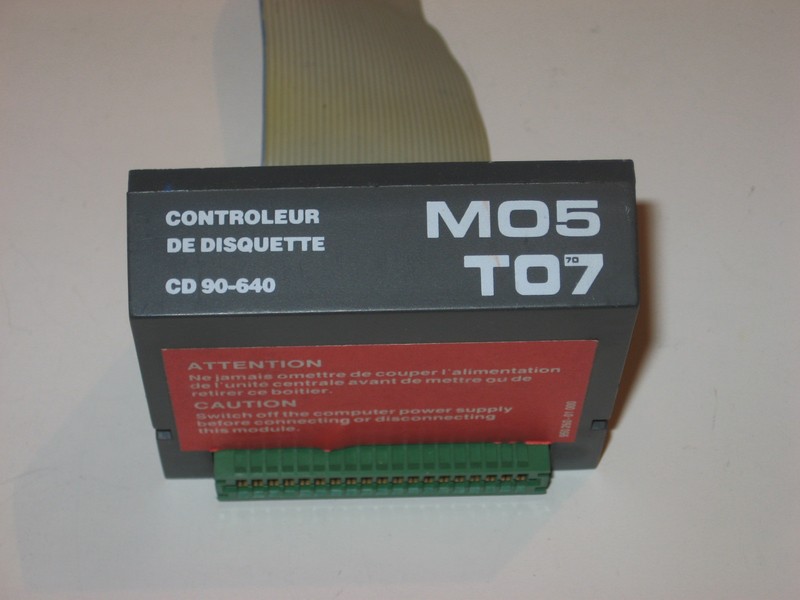 CONTROLEUR
DE DISQUETTE
CD 90-640
MO5
TO7
70
ATTENTION
Ne jamais omettre de couper l'alimentation
de l'unité centrale avant de mettre ou de
retirer ce boitier.
CAUTION
Switch off the computer power supply
before connecting or disconnecting
this module.